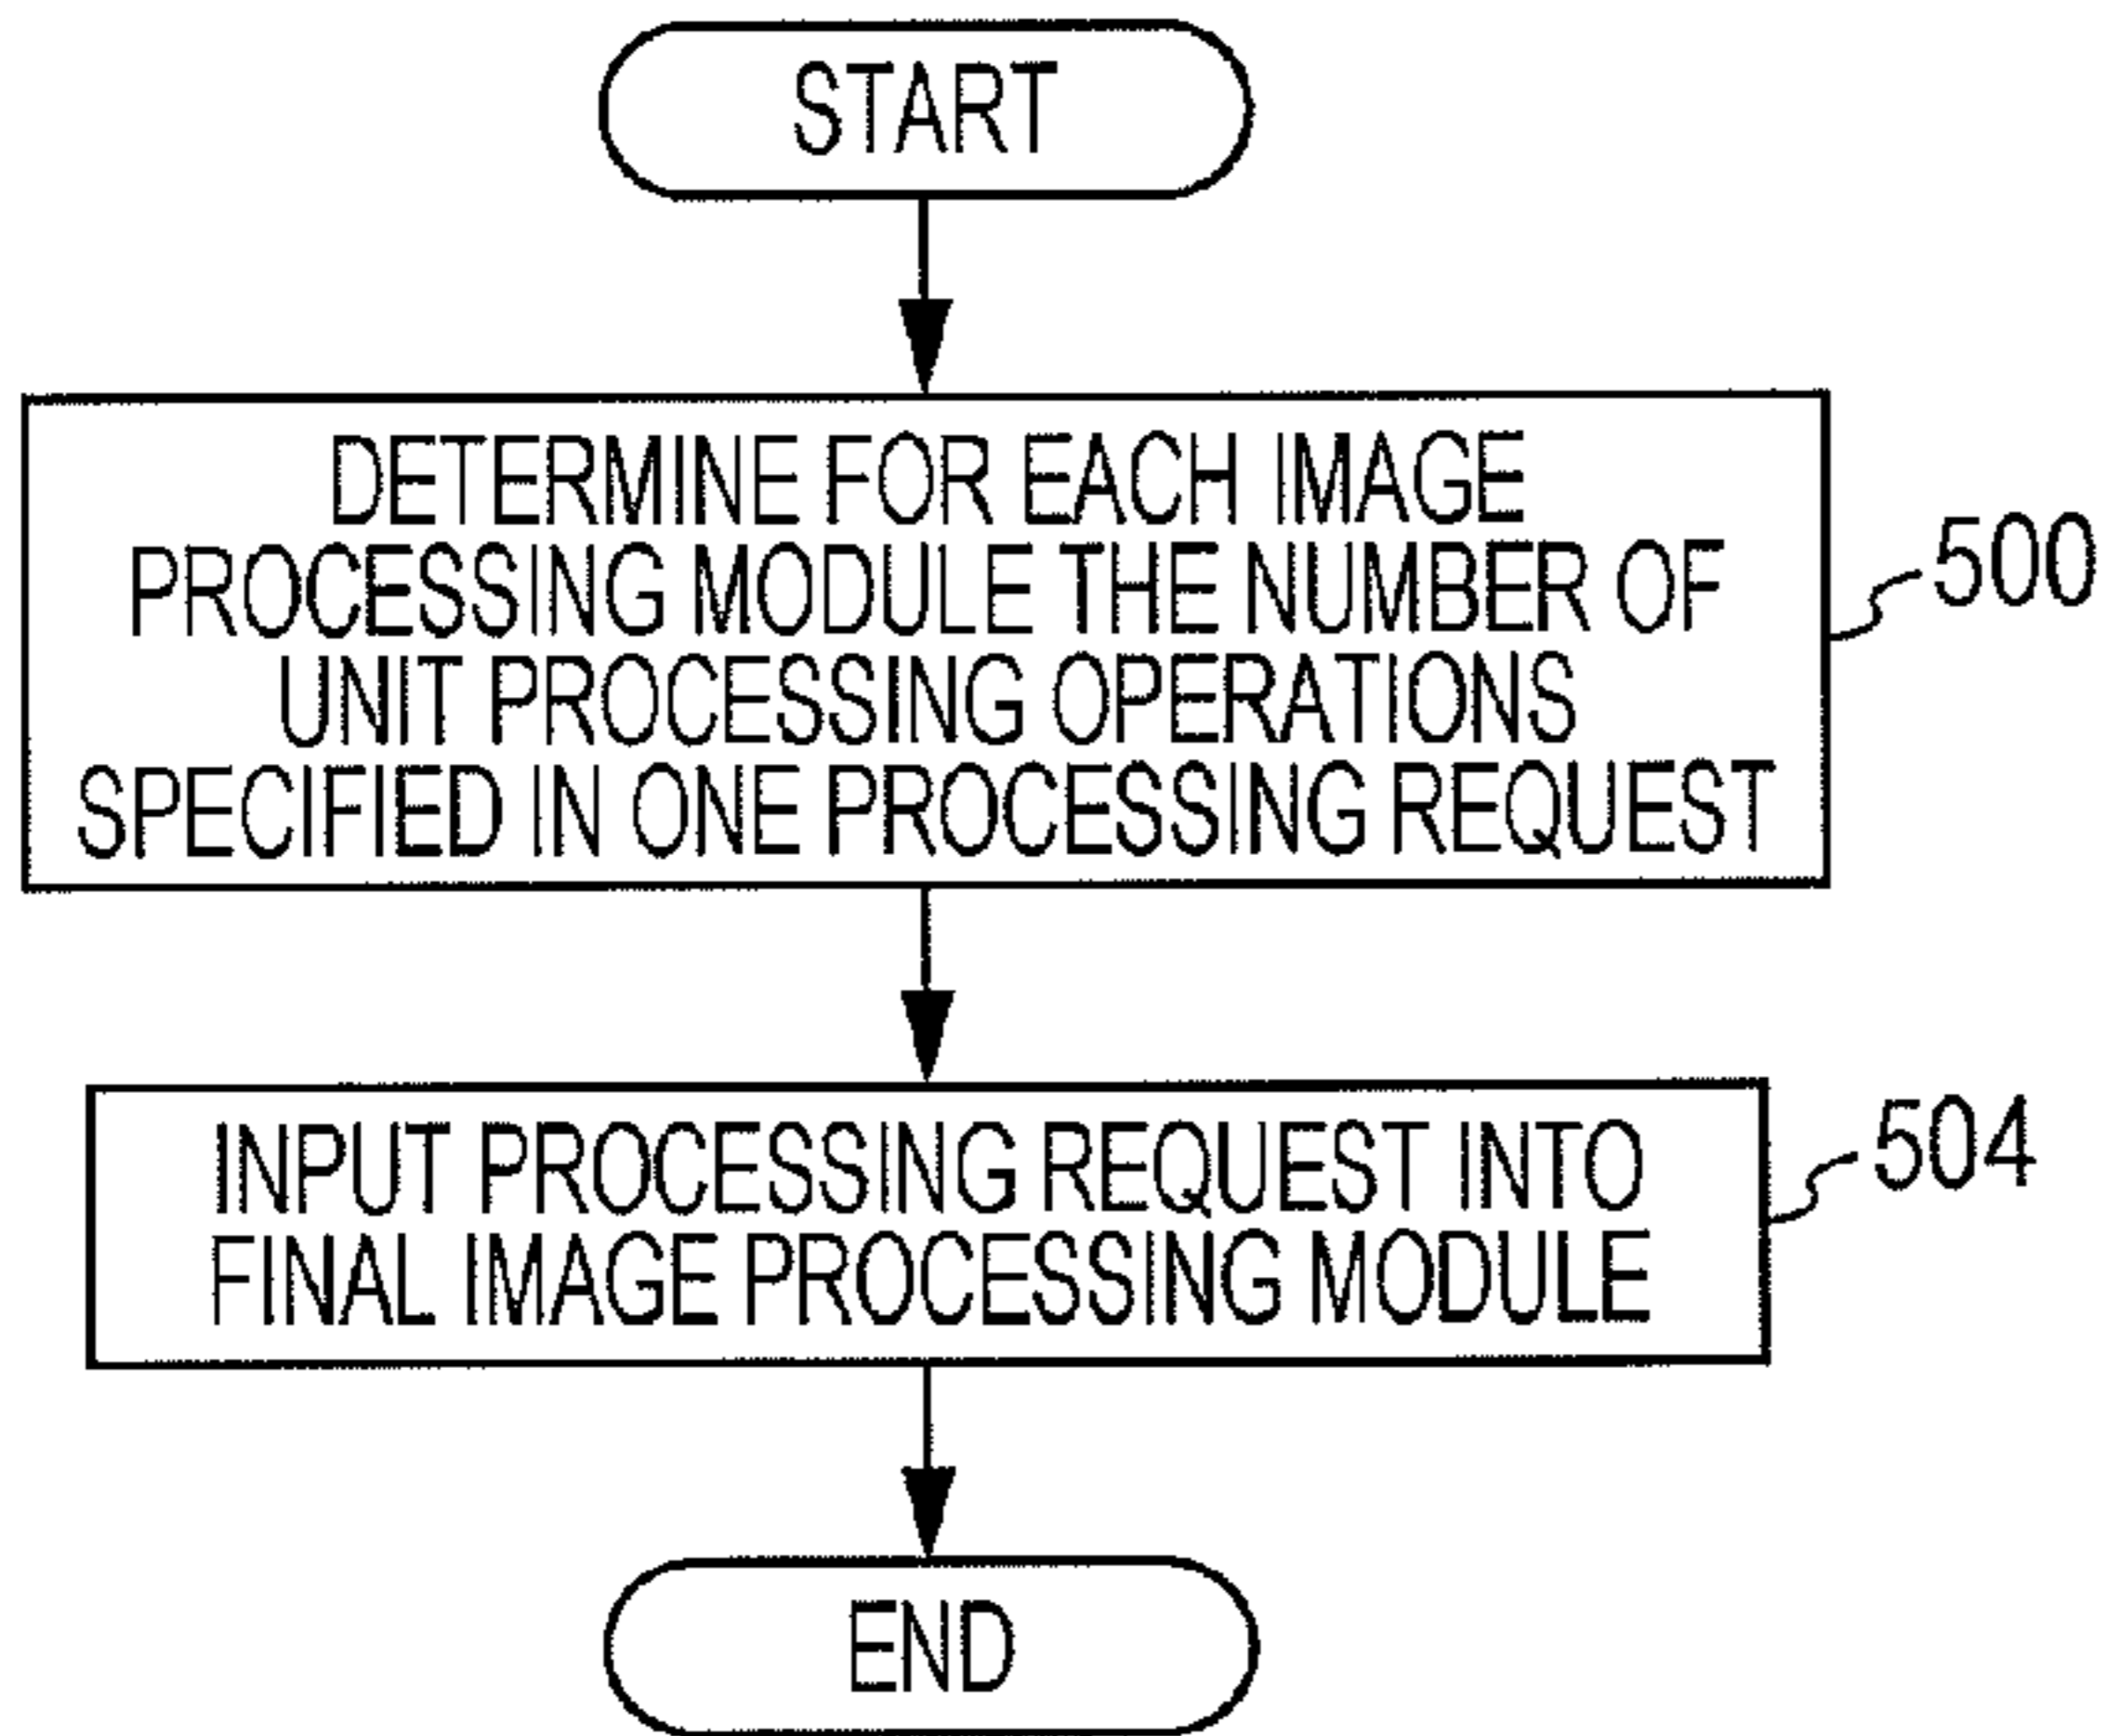 START
DETERMINE FOR EACH IMAGE
PROCESSING MODULE THE NUMBER OF
UNIT PROCESSING OPERATIONS
SPECIFIED IN ONE PROCESSING REQUEST
500
INPUT PROCESSING REQUEST INTO
FINAL IMAGE PROCESSING MODULE
504
END